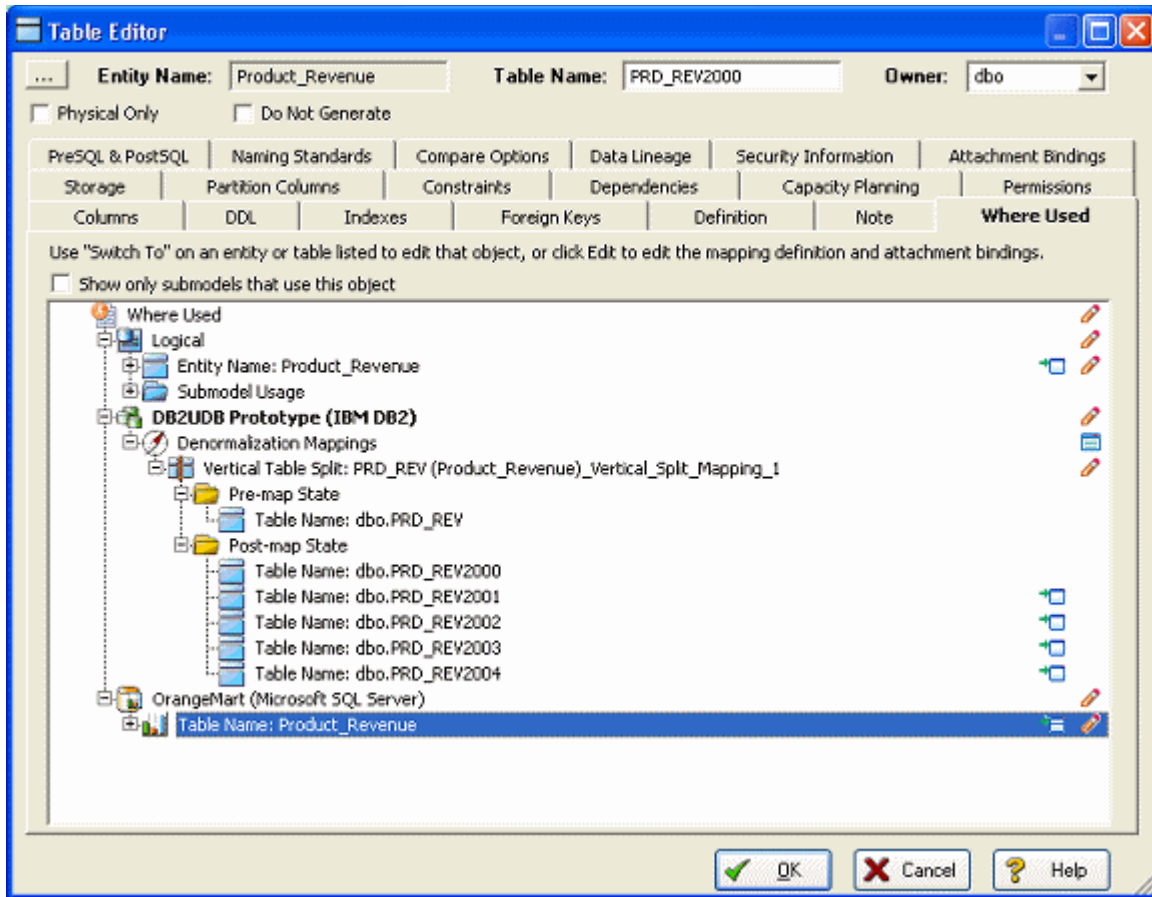 Table Editor
... Entity Name: Product_Revenue Table Name: PRD_REV2000 Owner: dbo
Physical Only Do Not Generate
PreSQL & PostSQL Naming Standards Compare Options Data Lineage Security Information Attachment Bindings
Storage Partition Columns Constraints Dependencies Capacity Planning Permissions
Columns DDL Indexes Foreign Keys Definition Note Where Used
Use "Switch To" on an entity or table listed to edit that object, or click Edit to edit the mapping definition and attachment bindings.
Show only submodels that use this object
Where Used
Logical
Entity Name: Product_Revenue
Submodel Usage
DB2UDB Prototype (IBM DB2)
Denormalization Mappings
Vertical Table Split: PRD_REV (Product_Revenue)_Vertical_Split_Mapping_1
Pre-map State
Table Name: dbo.PRD_REV
Post-map State
Table Name: dbo.PRD_REV2000
Table Name: dbo.PRD_REV2001
Table Name: dbo.PRD_REV2002
Table Name: dbo.PRD_REV2003
Table Name: dbo.PRD_REV2004
OrangeMart (Microsoft SQL Server)
Table Name: Product_Revenue
OK Cancel Help